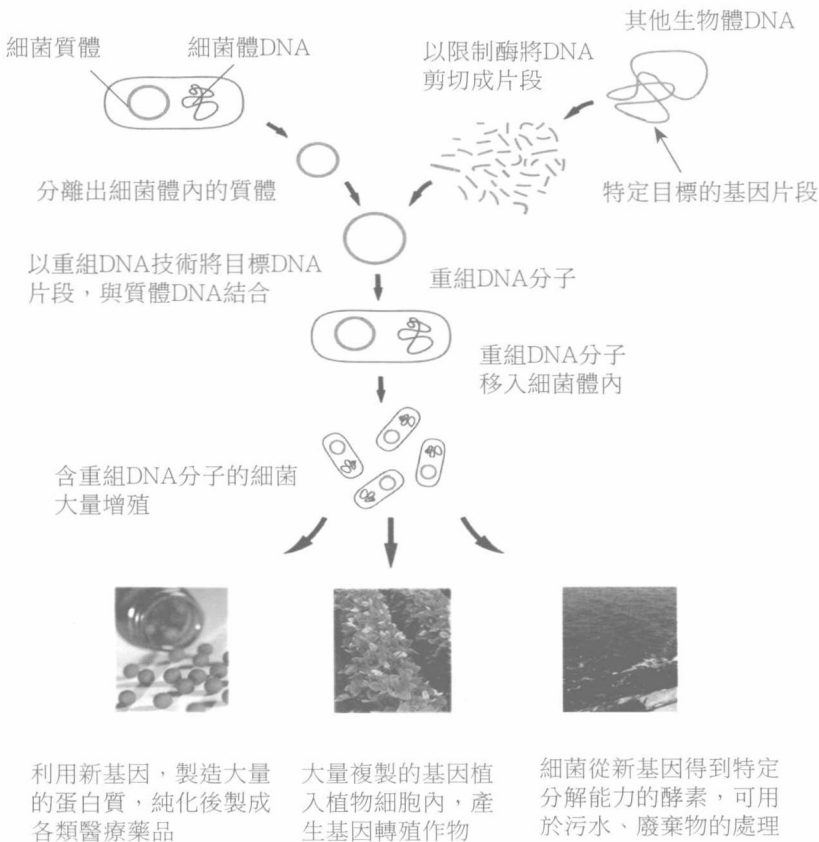 其他生物體DNA
細菌質體
細菌體DNA
以限制酶將DNA
剪切成片段
分離出細菌體內的質體
特定目標的基因片段
以重組DNA技術將目標DNA
片段，與質體DNA結合
重組DNA分子
重組DNA分子
移入細菌體內
含重組DNA分子的細菌
大量增殖
利用新基因，製造大量
的蛋白質，純化後製成
各類醫療藥品
大量複製的基因植
入植物細胞內，產
生基因轉殖作物
細菌從新基因得到特定
分解能力的酵素，可用
於污水、廢棄物的處理